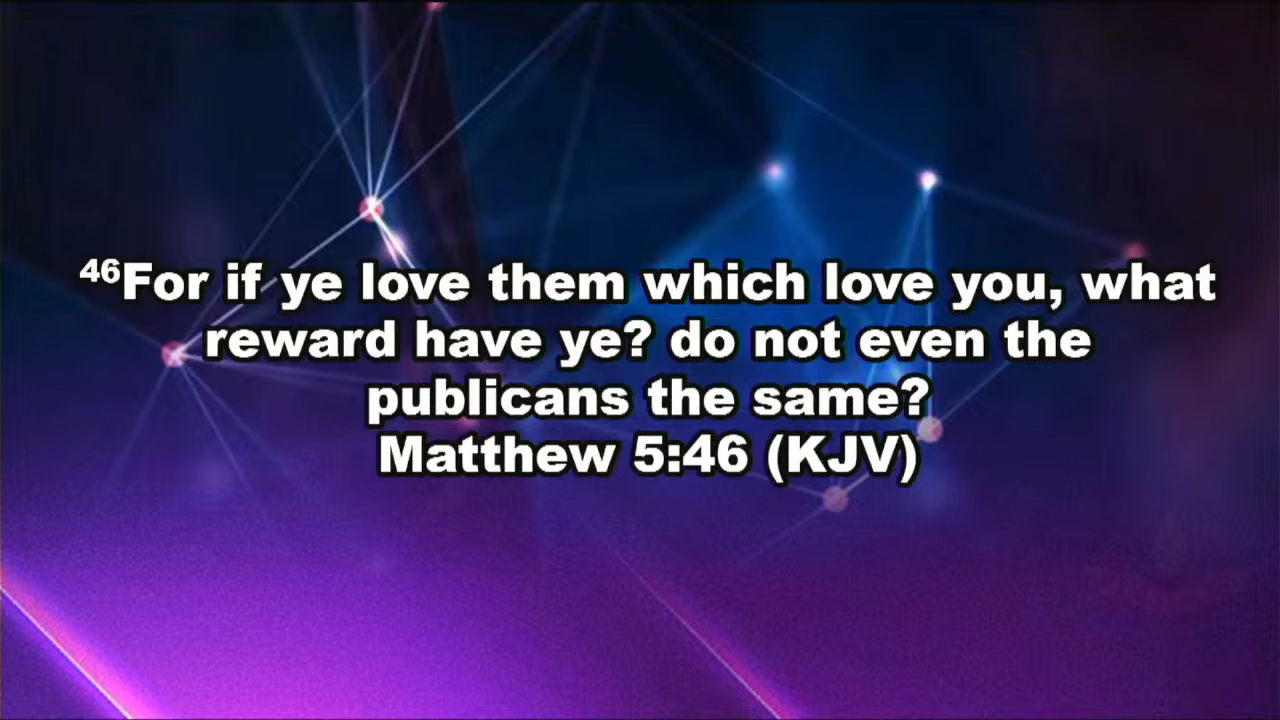 46For if ye love them which love you, what
reward have ye? do not even the
publicans the same?
Matthew 5:46 (KJV)